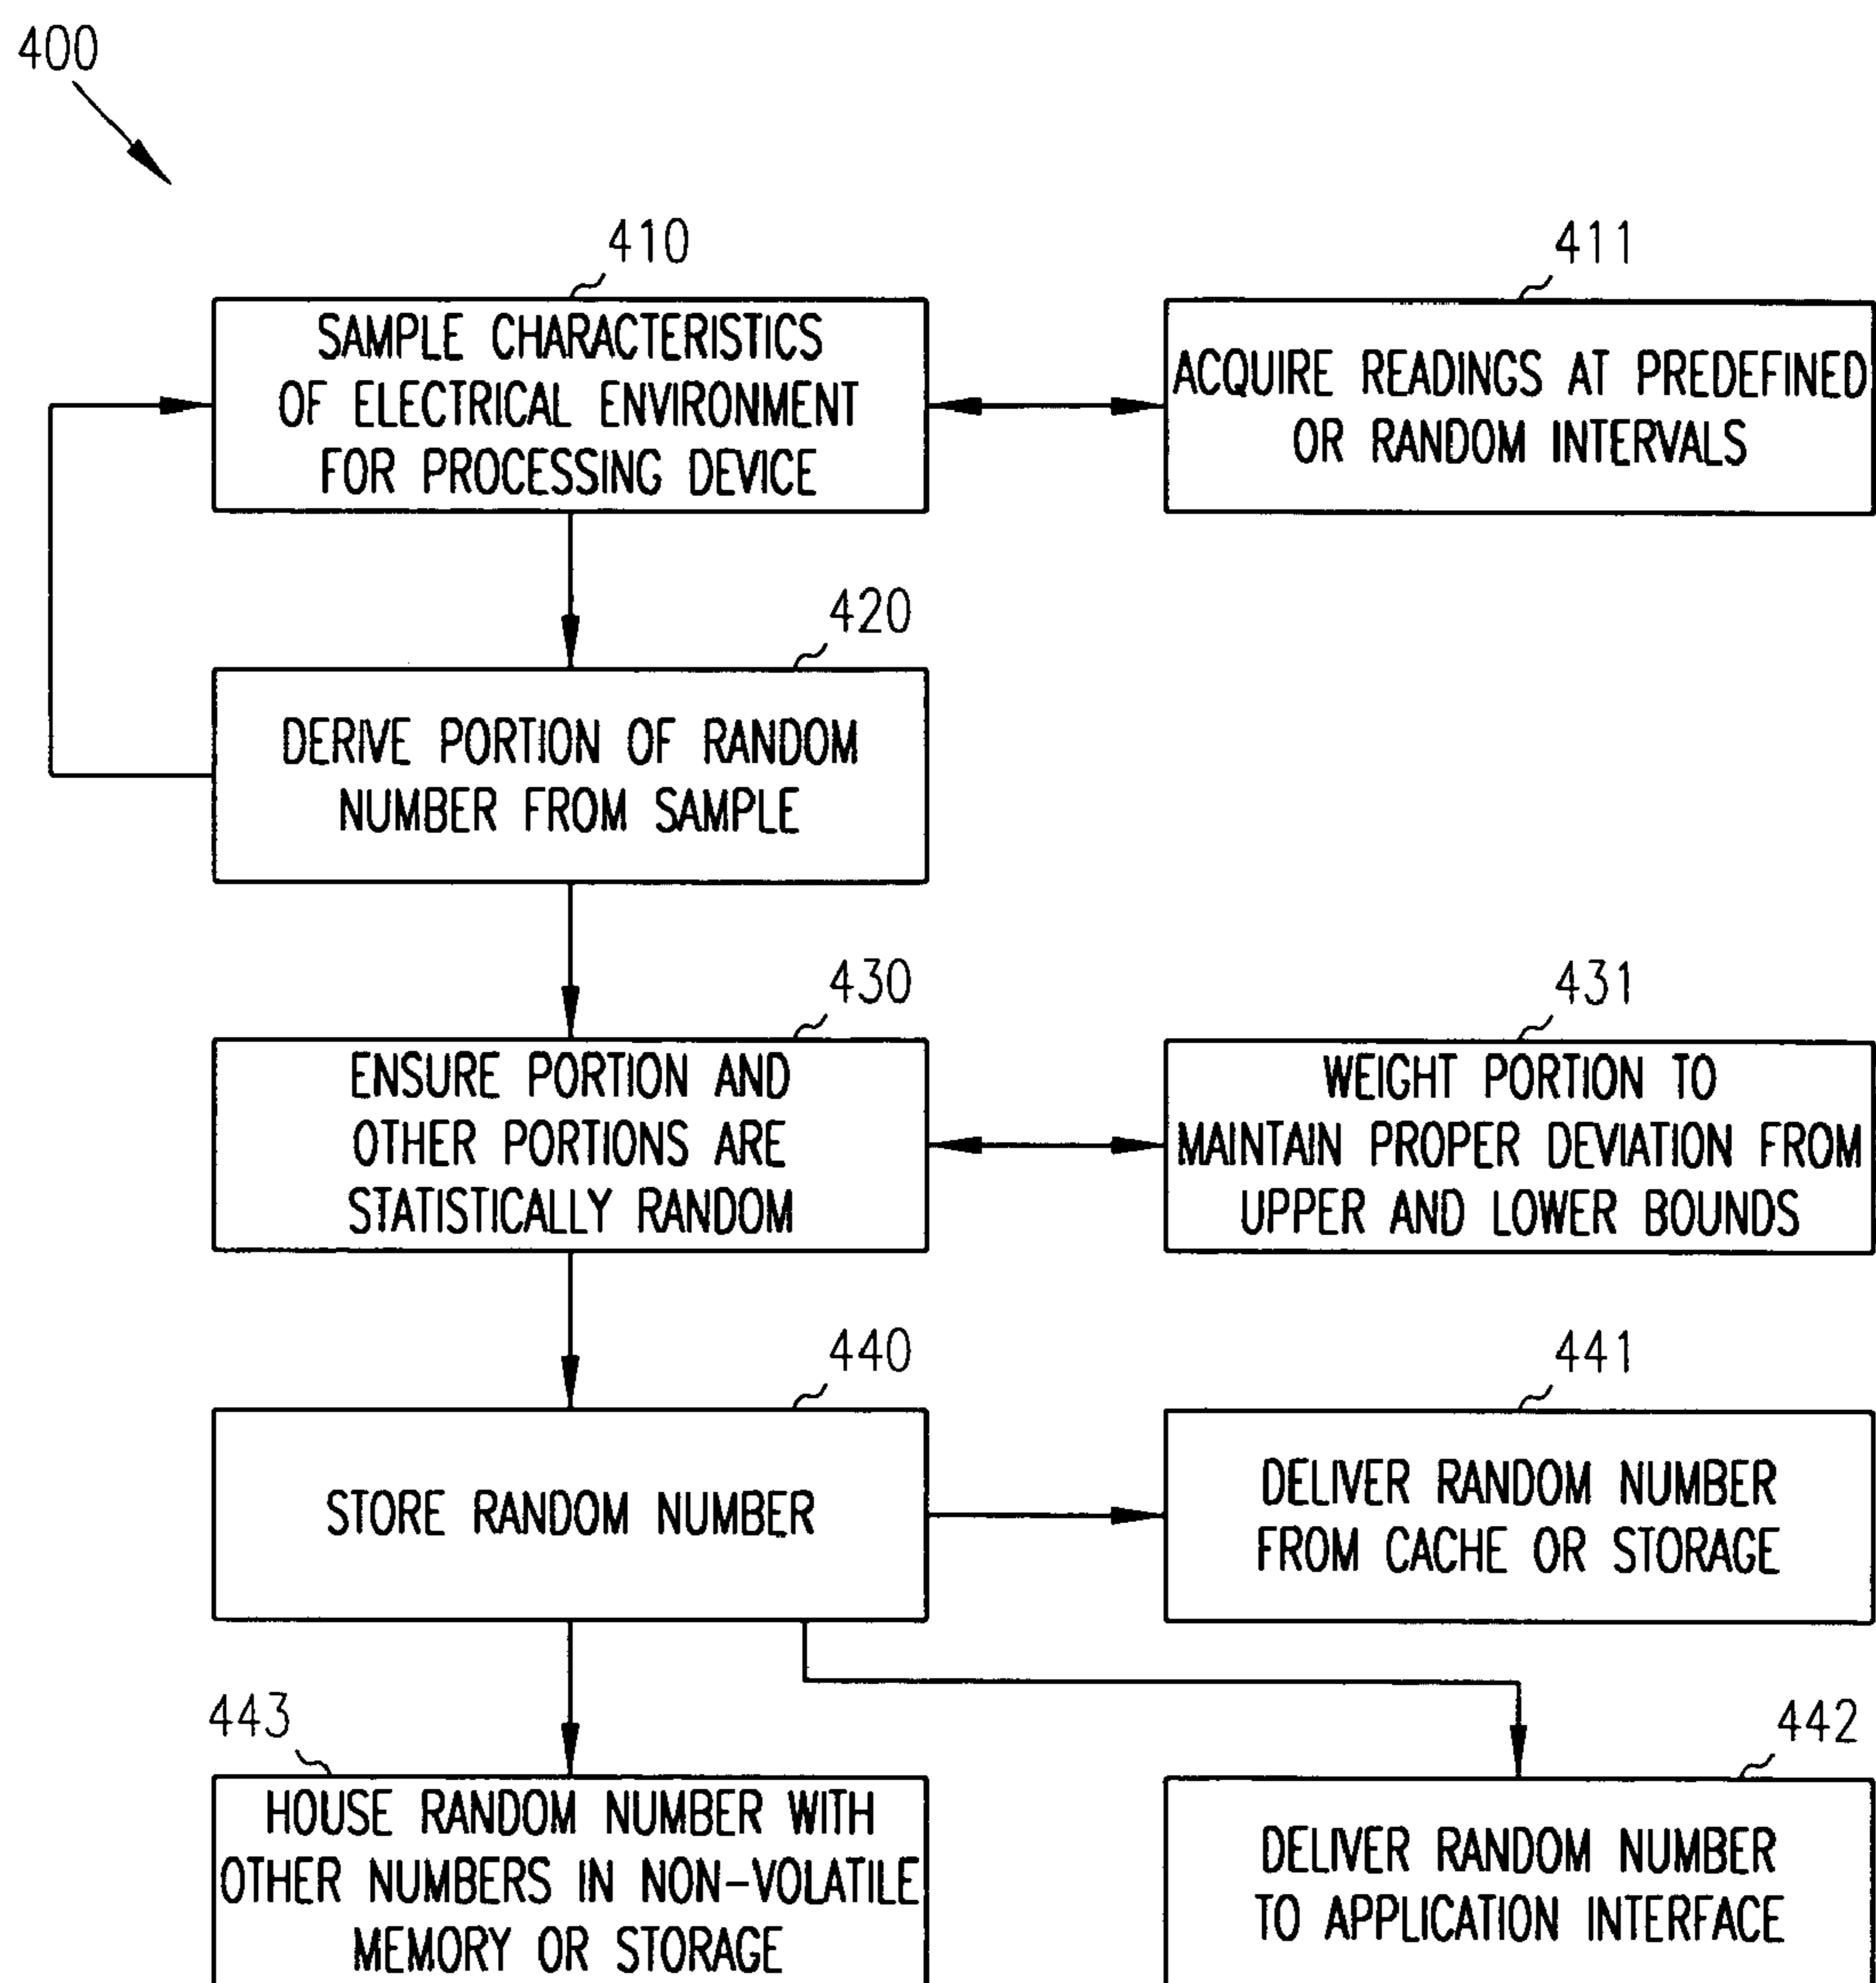 400
410
SAMPLE CHARACTERISTICS
OF ELECTRICAL ENVIRONMENT
FOR PROCESSING DEVICE
411
ACQUIRE READINGS AT PREDEFINED
OR RANDOM INTERVALS
420
DERIVE PORTION OF RANDOM
NUMBER FROM SAMPLE
430
ENSURE PORTION AND
OTHER PORTIONS ARE
STATISTICALLY RANDOM
431
WEIGHT PORTION TO
MAINTAIN PROPER DEVIATION FROM
UPPER AND LOWER BOUNDS
440
STORE RANDOM NUMBER
441
DELIVER RANDOM NUMBER
FROM CACHE OR STORAGE
443
HOUSE RANDOM NUMBER WITH
OTHER NUMBERS IN NON-VOLATILE
MEMORY OR STORAGE
442
DELIVER RANDOM NUMBER
TO APPLICATION INTERFACE